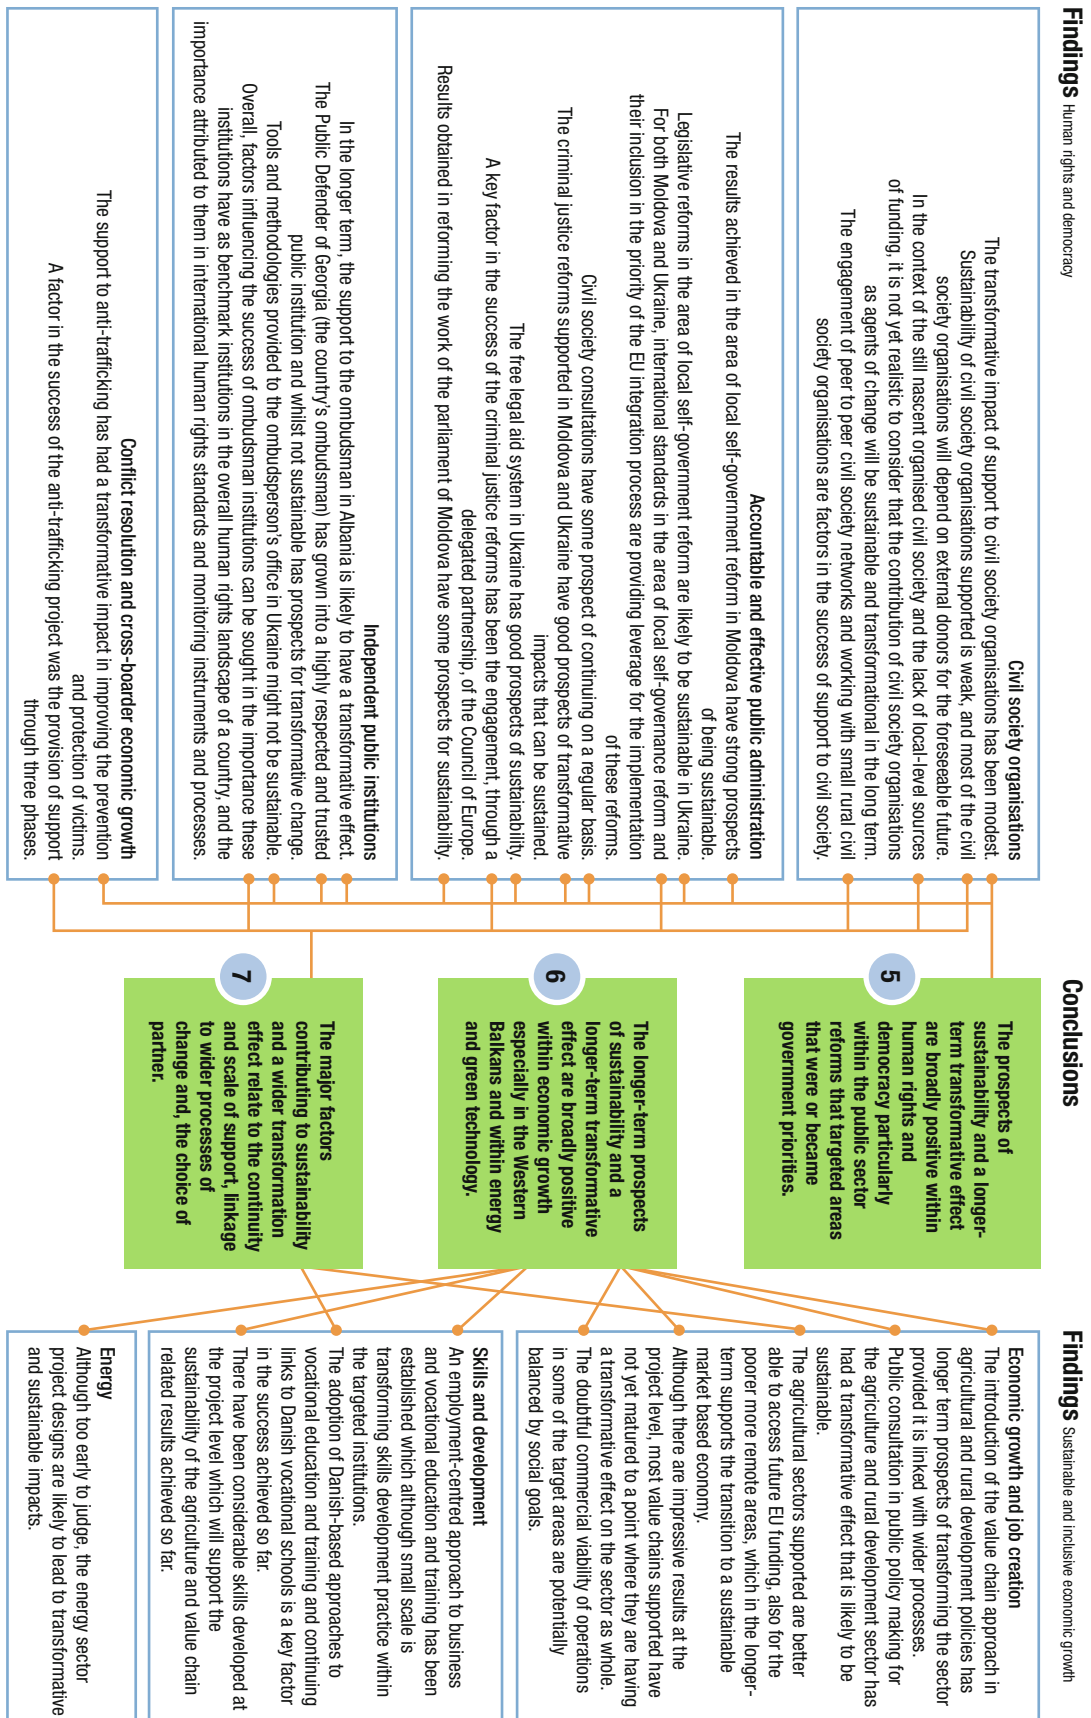 Findings Human rights and democracy
Civil society organisations
The transformative impact of support to civil society organisations has been modest.
Sustainability of civil society organisations supported is weak, and most of the civil
society organisations will depend on external donors for the foreseeable future.
In the context of the still nascent organised civil society and the lack of local-level sources
of funding, it is not yet realistic to consider that the contribution of civil society organisations
as agents of change will be sustainable and transformational in the long term.
The engagement of peer to peer civil society networks and working with small rural civil
society organisations are factors in the success of support to civil society.
Accountable and effective public administration
The results achieved in the area of local self-government reform in Moldova have strong prospects
of being sustainable.
Legislative reforms in the area of local self-government reform are likely to be sustainable in Ukraine.
For both Moldova and Ukraine, international standards in the area of local self-governance reform and
their inclusion in the priority of the EU integration process are providing leverage for the implementation
of these reforms.
Civil society consultations have some prospect of continuing on a regular basis.
The criminal justice reforms supported in Moldova and Ukraine have good prospects of transformative
impacts that can be sustained.
The free legal aid system in Ukraine has good prospects of sustainability.
A key factor in the success of the criminal justice reforms has been the engagement, through a
delegated partnership, of the Council of Europe.
Results obtained in reforming the work of the parliament of Moldova have some prospects for sustainability.
Independent public institutions
In the longer term, the support to the ombudsman in Albania is likely to have a transformative effect.
The Public Defender of Georgia (the country's ombudsman) has grown into a highly respected and trusted
public institution and whilst not sustainable has prospects for transformative change.
Tools and methodologies provided to the ombudsperson's office in Ukraine might not be sustainable.
Overall, factors influencing the success of ombudsman institutions can be sought in the importance these
institutions have as benchmark institutions in the overall human rights landscape of a country, and the
importance attributed to them in international human rights standards and monitoring instruments and processes.
Conflict resolution and cross-boarder economic growth
The support to anti-trafficking has had a transformative impact in improving the prevention
and protection of victims.
A factor in the success of the anti-trafficking project was the provision of support
through three phases.
Conclusions
5
The prospects of
sustainability and a longer-
term transformative effect
are broadly positive within
human rights and
democracy particularly
within the public sector
reforms that targeted areas
that were or became
government priorities.
6
The longer-term prospects
of sustainability and a
longer-term transformative
effect are broadly positive
within economic growth
especially in the Western
Balkans and within energy
and green technology.
7
The major factors
contributing to sustainability
and a wider transformation
effect relate to the continuity
and scale of support, linkage
to wider processes of
change and, the choice of
partner.
Findings Sustainable and inclusive economic growth
Economic growth and job creation
The introduction of the value chain approach in
agricultural and rural development policies has
longer term prospects of transforming the sector
provided it is linked with wider processes.
Public consultation in public policy making for
the agriculture and rural development sector has
had a transformative effect that is likely to be
sustainable.
The agricultural sectors supported are better
able to access future EU funding, also for the
poorer more remote areas, which in the longer-
term supports the transition to a sustainable
market based economy.
Although there are impressive results at the
project level, most value chains supported have
not yet matured to a point where they are having
a transformative effect on the sector as whole.
The doubtful commercial viability of operations
in some of the target areas are potentially
balanced by social goals.
Skills and development
An employment-centred approach to business
and vocational education and training has been
established which although small scale is
transforming skills development practice within
the targeted institutions.
The adoption of Danish-based approaches to
vocational education and training and continuing
links to Danish vocational schools is a key factor
in the success achieved so far.
There have been considerable skills developed at
the project level which will support the
sustainability of the agriculture and value chain
related results achieved so far.
Energy
Although too early to judge, the energy sector
project designs are likely to lead to transformative
and sustainable impacts.